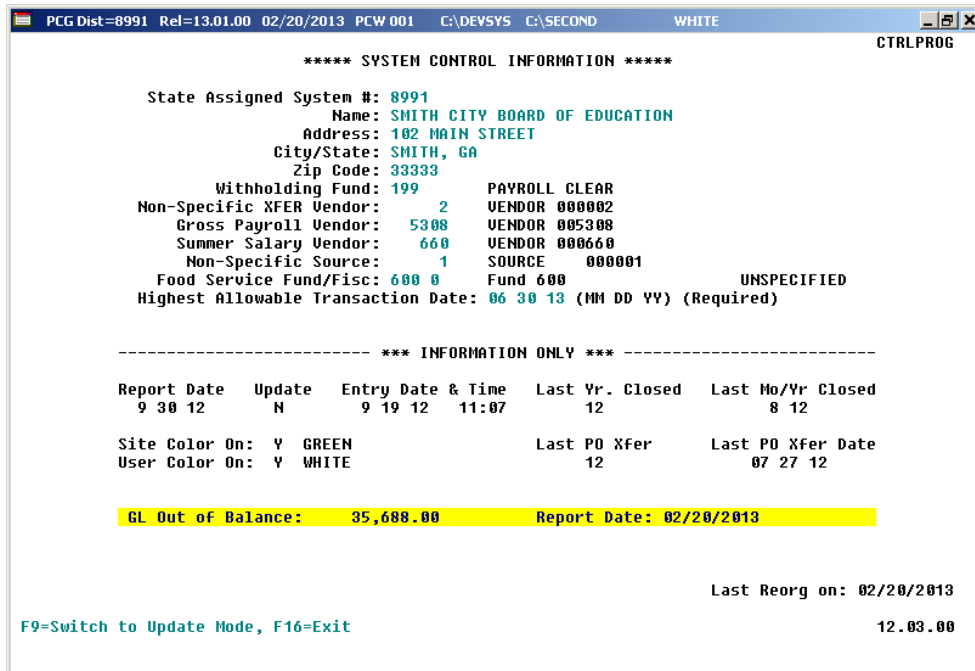 PCG Dist=8991 Rel=13.01.00 02/20/2013 PCW 001 C:\DEVSYS C:\SECOND WHITE
CTRLPROG
***** SYSTEM CONTROL INFORMATION *****
State Assigned System #: 8991
Name: SMITH CITY BOARD OF EDUCATION
Address: 102 MAIN STREET
City/State: SMITH, GA
Zip Code: 33333
Withholding Fund: 199 PAYROLL CLEAR
Non-Specific XFER Vendor: 2 VENDOR 000002
Gross Payroll Vendor: 5308 VENDOR 005308
Summer Salary Vendor: 660 VENDOR 000660
Non-Specific Source: 1 SOURCE 000001
Food Service Fund/Fisc: 600 0 Fund 600 UNSPECIFIED
Highest Allowable Transaction Date: 06 30 13 (MM DD YY) (Required)
-------------------------- *** INFORMATION ONLY *** --------------------------
Report Date Update Entry Date & Time Last Yr. Closed Last Mo/Yr Closed
9 30 12 N 9 19 12 11:07 12 8 12
Site Color On: Y GREEN Last PO Xfer Last PO Xfer Date
User Color On: Y WHITE 12 07 27 12
GL Out of Balance: 35,688.00 Report Date: 02/20/2013
Last Reorg on: 02/20/2013
F9=Switch to Update Mode, F16=Exit 12.03.00